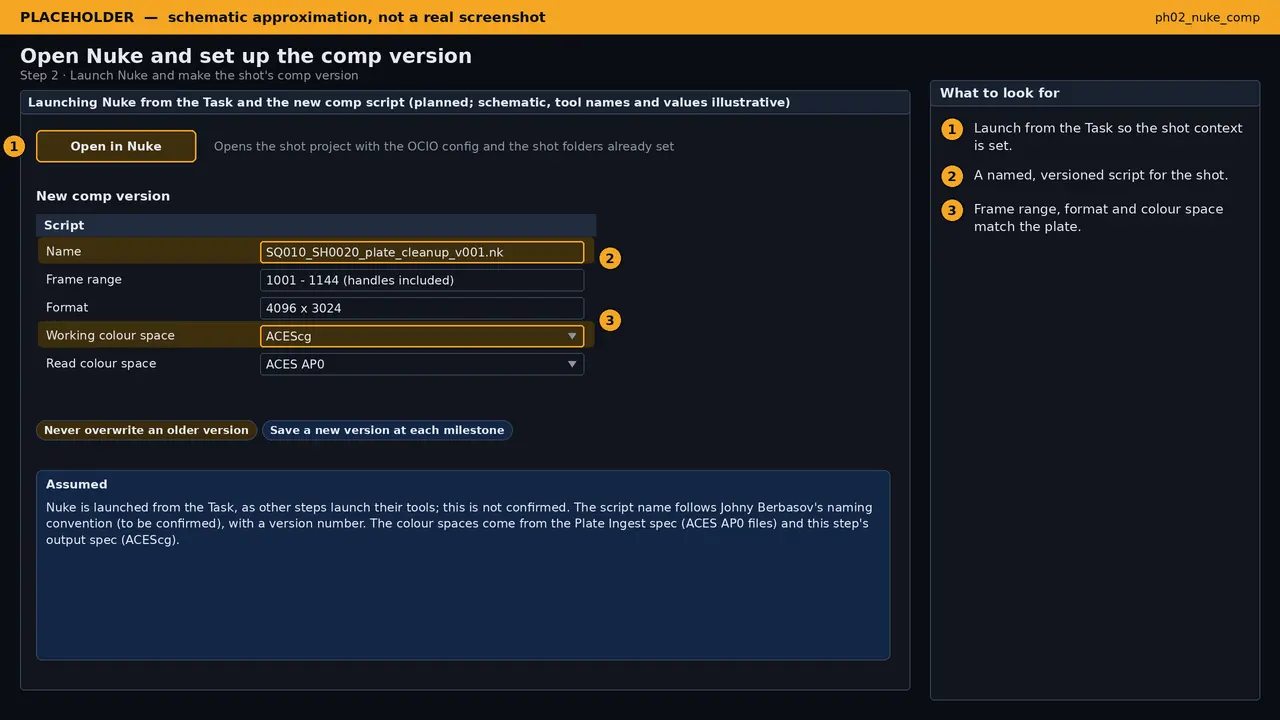 PLACEHOLDER — schematic approximation, not a real screenshot
ph02_nuke_comp
Open Nuke and set up the comp version
Step 2 · Launch Nuke and make the shot's comp version
Launching Nuke from the Task and the new comp script (planned; schematic, tool names and values illustrative)
1
Open in Nuke
Opens the shot project with the OCIO config and the shot folders already set
New comp version
Script
Name
SQ010_SH0020_plate_cleanup_v001.nk
2
Frame range
1001 - 1144 (handles included)
Format
4096 x 3024
3
Working colour space
ACEScg
Read colour space
ACES AP0
Never overwrite an older version
Save a new version at each milestone
Assumed
Nuke is launched from the Task, as other steps launch their tools; this is not confirmed. The script name follows Johny Berbasov's naming
convention (to be confirmed), with a version number. The colour spaces come from the Plate Ingest spec (ACES AP0 files) and this step's
output spec (ACEScg).
What to look for
1
Launch from the Task so the shot context
is set.
2
A named, versioned script for the shot.
3
Frame range, format and colour space
match the plate.